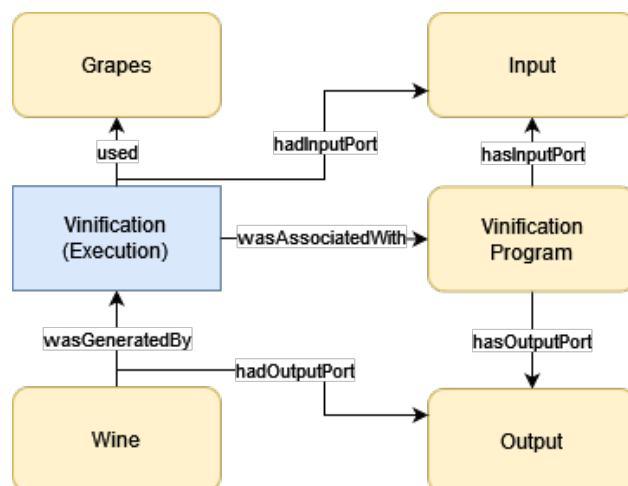 Grapes
Input
used
hadInputPort
hasInputPort
Vinification
(Execution)
wasAssociatedWith
Vinification
Program
wasGeneratedBy
hadOutputPort
hasOutputPort
Wine
Output